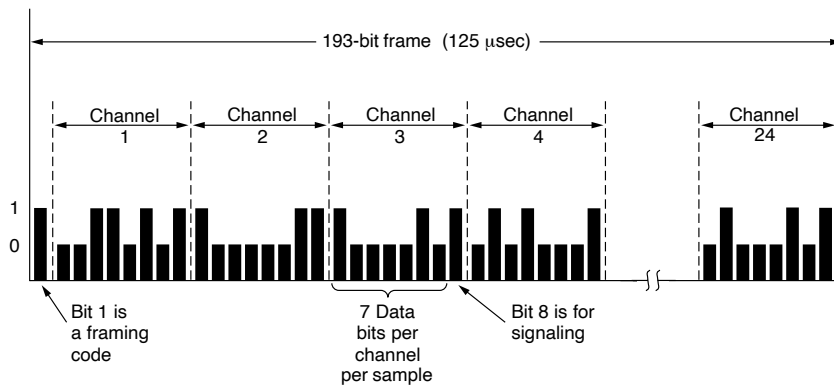 193-bit frame (125 μsec)
Channel
1
Channel
2
Channel
3
Channel
4
Channel
24
1
0
Bit 1 is
a framing
code
7 Data
bits per
channel
per sample
Bit 8 is for
signaling